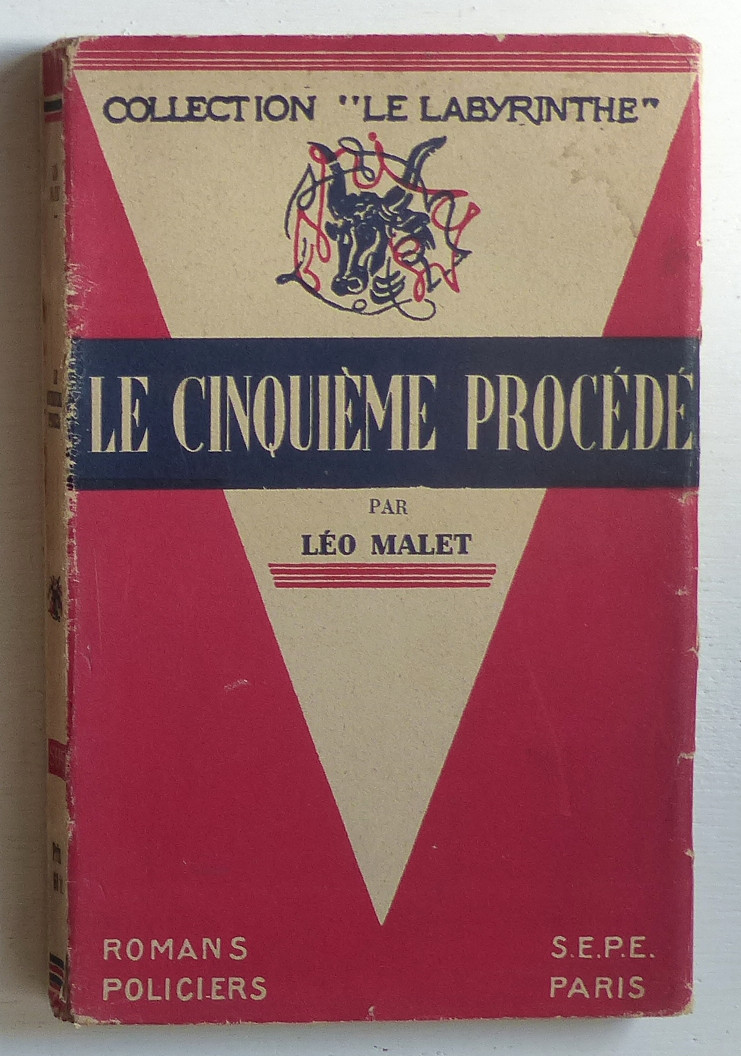 COLLECTION "LE LABYRINTHE"
LE CINQUIÈME PROCÉDÉ
PAR
LÉO MALET
ROMANS
POLICIERS
S.E.P.E.
PARIS